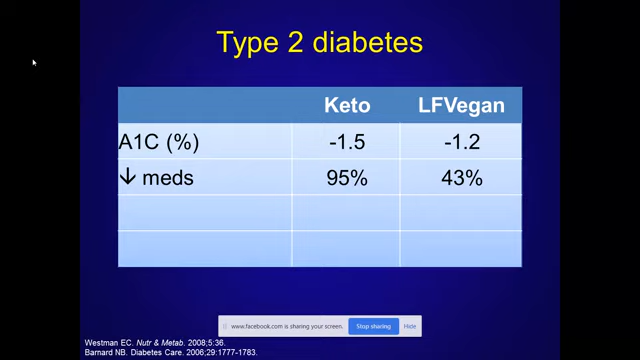 Type 2 diabetes
Keto LFVegan
A1C (%) -1.5 -1.2
↓ meds 95% 43%
www.facebook.com is sharing your screen. Stop sharing Hide
Westman EC. Nutr & Metab. 2008;5:36.
Barnard NB. Diabetes Care. 2006;29:1777-1783.